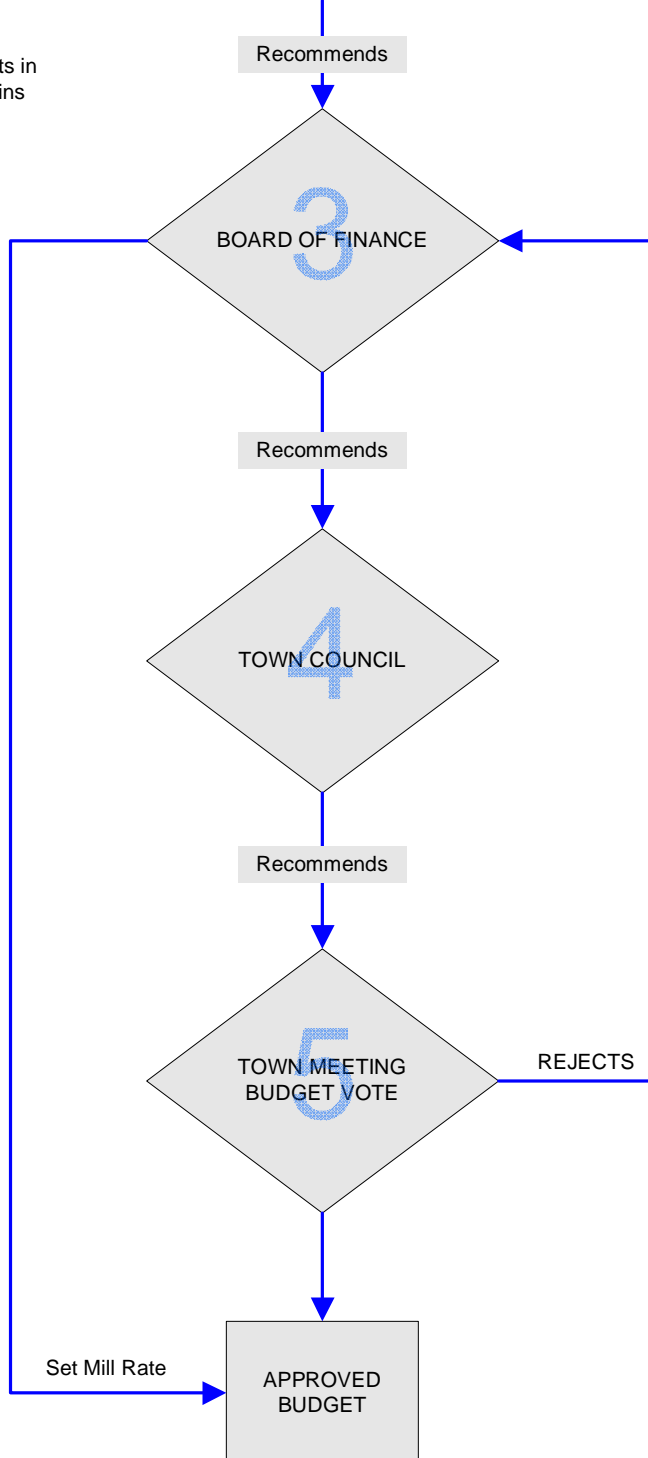 Recommends
ts in
ins
3
BOARD OF FINANCE
Recommends
4
TOWN COUNCIL
Recommends
5
TOWN MEETING
BUDGET VOTE
REJECTS
Set Mill Rate
APPROVED
BUDGET